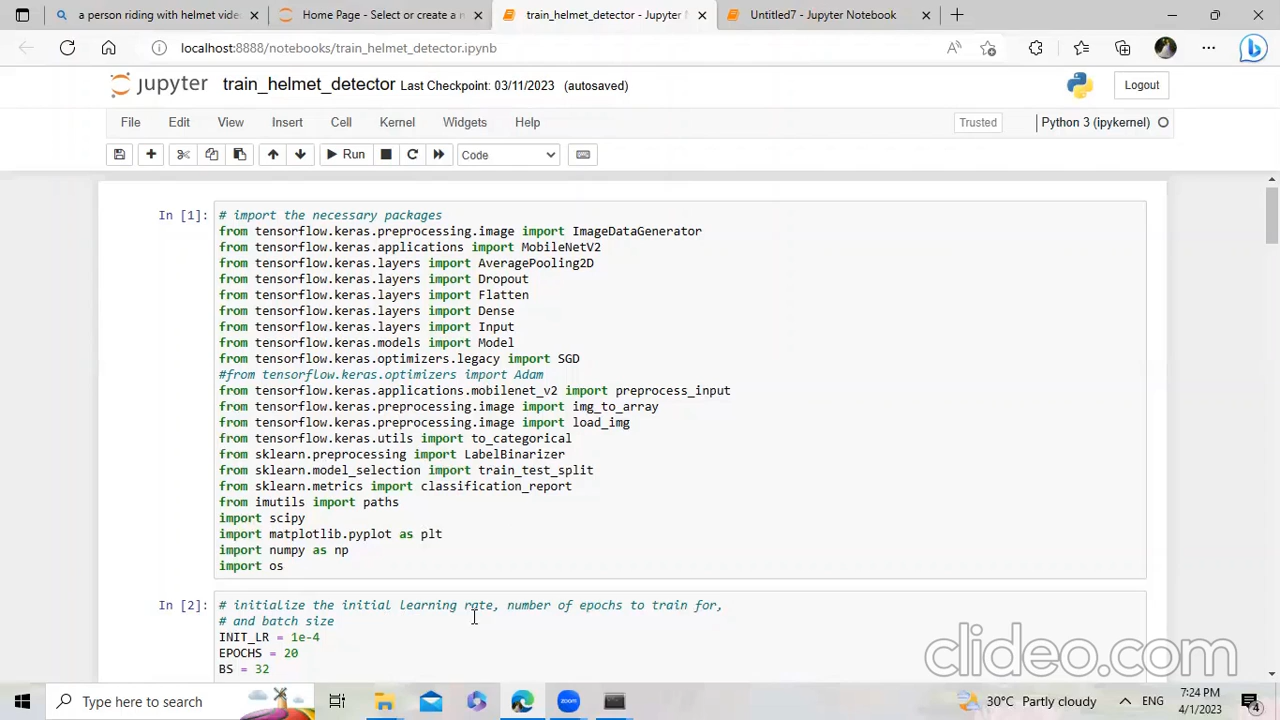 a person riding with helmet vide
Home Page - Select or create a n
train_helmet_detector - Jupyter N
Untitled7 - Jupyter Notebook
localhost:8888/notebooks/train_helmet_detector.ipynb
jupyter train_helmet_detector Last Checkpoint: 03/11/2023 (autosaved)
Logout
File Edit View Insert Cell Kernel Widgets Help
Trusted
Python 3 (ipykernel)
Run
Code
In [1]:
# import the necessary packages
from tensorflow.keras.preprocessing.image import ImageDataGenerator
from tensorflow.keras.applications import MobileNetV2
from tensorflow.keras.layers import AveragePooling2D
from tensorflow.keras.layers import Dropout
from tensorflow.keras.layers import Flatten
from tensorflow.keras.layers import Dense
from tensorflow.keras.layers import Input
from tensorflow.keras.models import Model
from tensorflow.keras.optimizers.legacy import SGD
#from tensorflow.keras.optimizers import Adam
from tensorflow.keras.applications.mobilenet_v2 import preprocess_input
from tensorflow.keras.preprocessing.image import img_to_array
from tensorflow.keras.preprocessing.image import load_img
from tensorflow.keras.utils import to_categorical
from sklearn.preprocessing import LabelBinarizer
from sklearn.model_selection import train_test_split
from sklearn.metrics import classification_report
from imutils import paths
import scipy
import matplotlib.pyplot as plt
import numpy as np
import os
In [2]:
# initialize the initial learning rate, number of epochs to train for,
# and batch size
INIT_LR = 1e-4
EPOCHS = 20
BS = 32
clideo.com
Type here to search
zoom
30°C Partly cloudy
ENG
7:24 PM
4/1/2023
4